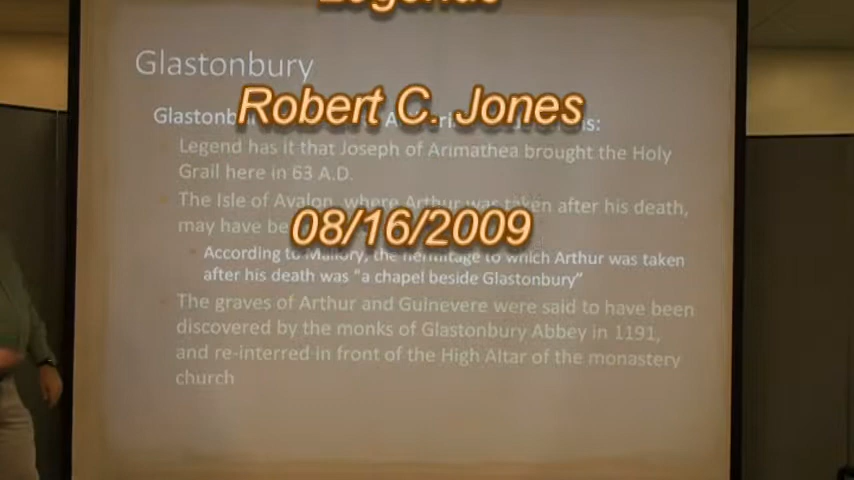 Legends
Glastonbury
Robert C. Jones
Glastonb
Legend has it that Joseph of Arimathea brought the Holy
Grail here in 63 A.D.
The Isle of Avalon, where Arthur was taken after his death,
may have be
08/16/2009
According to Mallory, the hermitage to which Arthur was taken
after his death was "a chapel beside Glastonbury"
The graves of Arthur and Guinevere were said to have been
discovered by the monks of Glastonbury Abbey in 1191,
and re-interred in front of the High Altar of the monastery
church